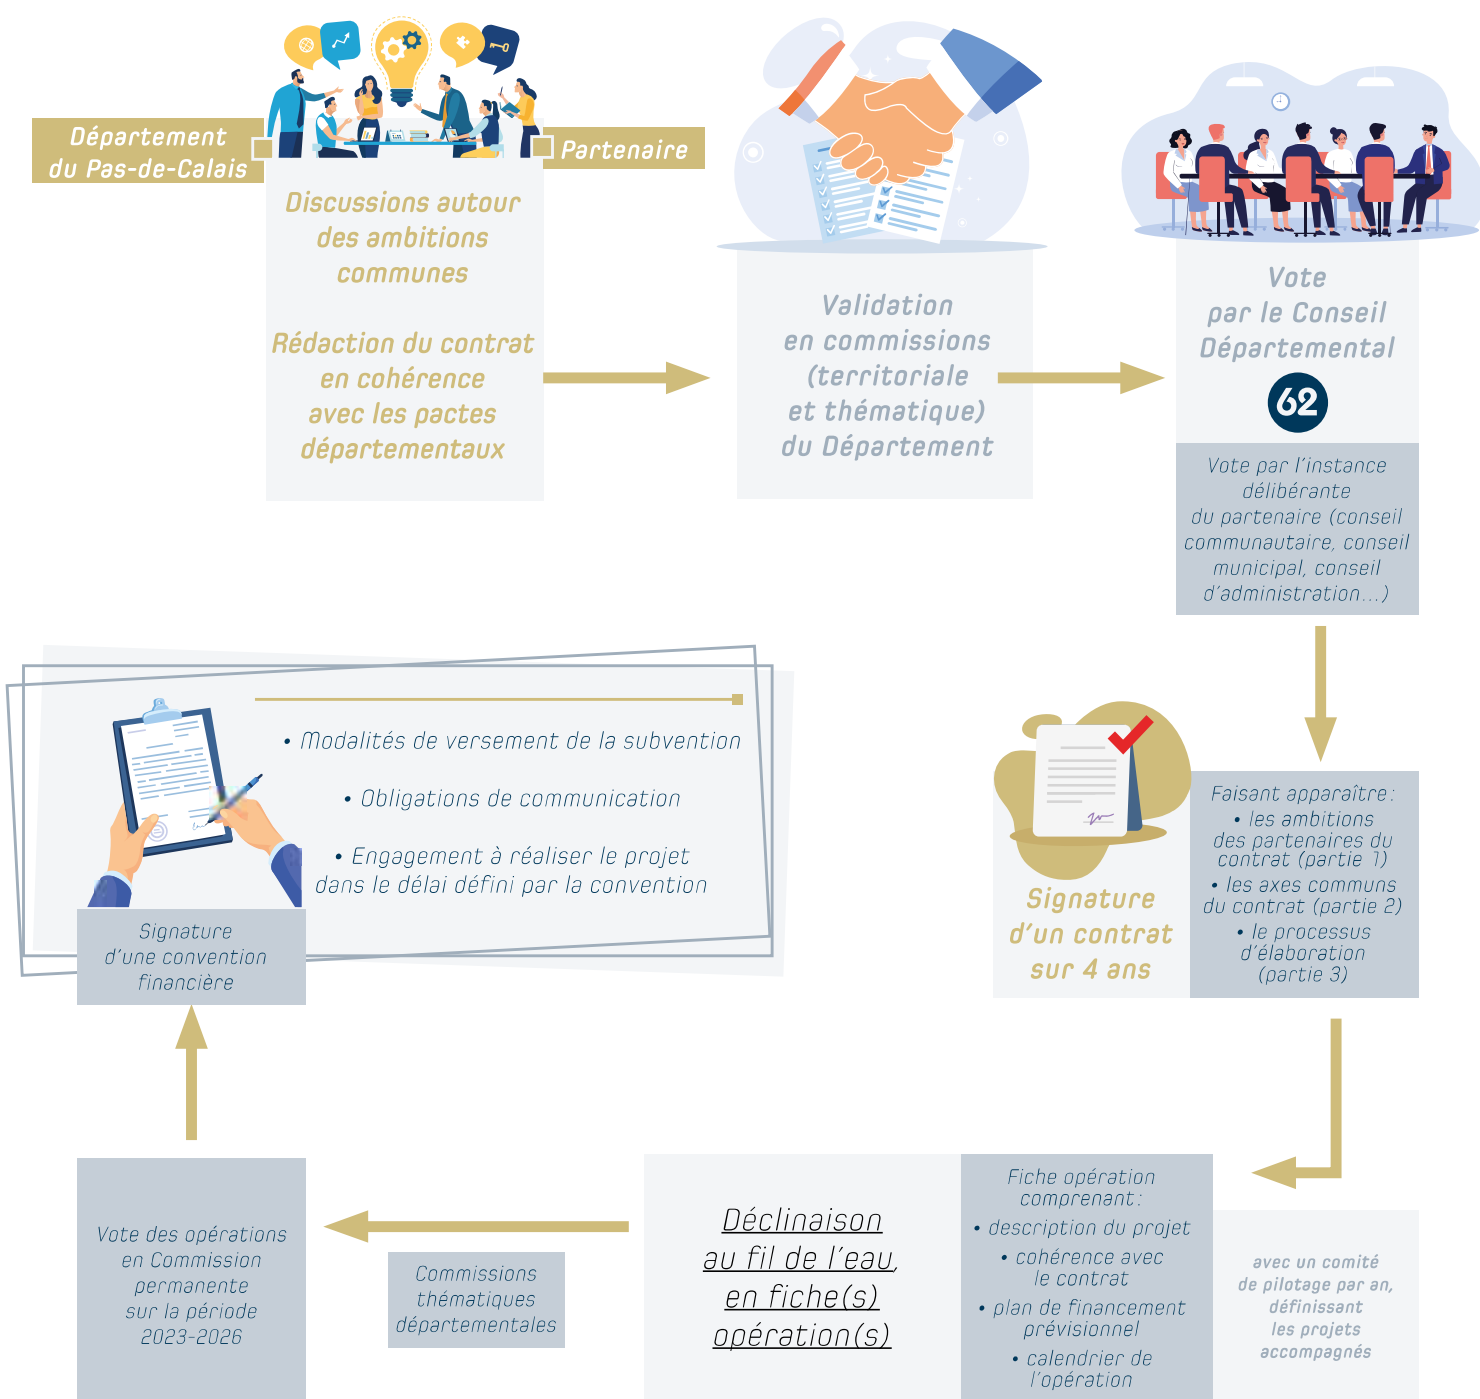 Département
du Pas-de-Calais
Partenaire
Discussions autour
des ambitions
communes
Rédaction du contrat
en cohérence
avec les pactes
départementaux
Validation
en commissions
(territoriale
et thématique)
du Département
Vote
par le Conseil
Départemental
62
Vote par l'instance
délibérante
du partenaire (conseil
communautaire, conseil
municipal, conseil
d'administration...)
Signature
d'un contrat
sur 4 ans
Faisant apparaître :
• les ambitions
des partenaires du
contrat (partie 1)
• les axes communs
du contrat (partie 2)
• le processus
d'élaboration
(partie 3)
avec un comité
de pilotage par an,
définissant
les projets
accompagnés
Fiche opération
comprenant :
• description du projet
• cohérence avec
le contrat
• plan de financement
prévisionnel
• calendrier de
l'opération
Déclinaison
au fil de l'eau,
en fiche(s)
opération(s)
Commissions
thématiques
départementales
Vote des opérations
en Commission
permanente
sur la période
2023-2026
Signature
d'une convention
financière
• Modalités de versement de la subvention
• Obligations de communication
• Engagement à réaliser le projet
dans le délai défini par la convention